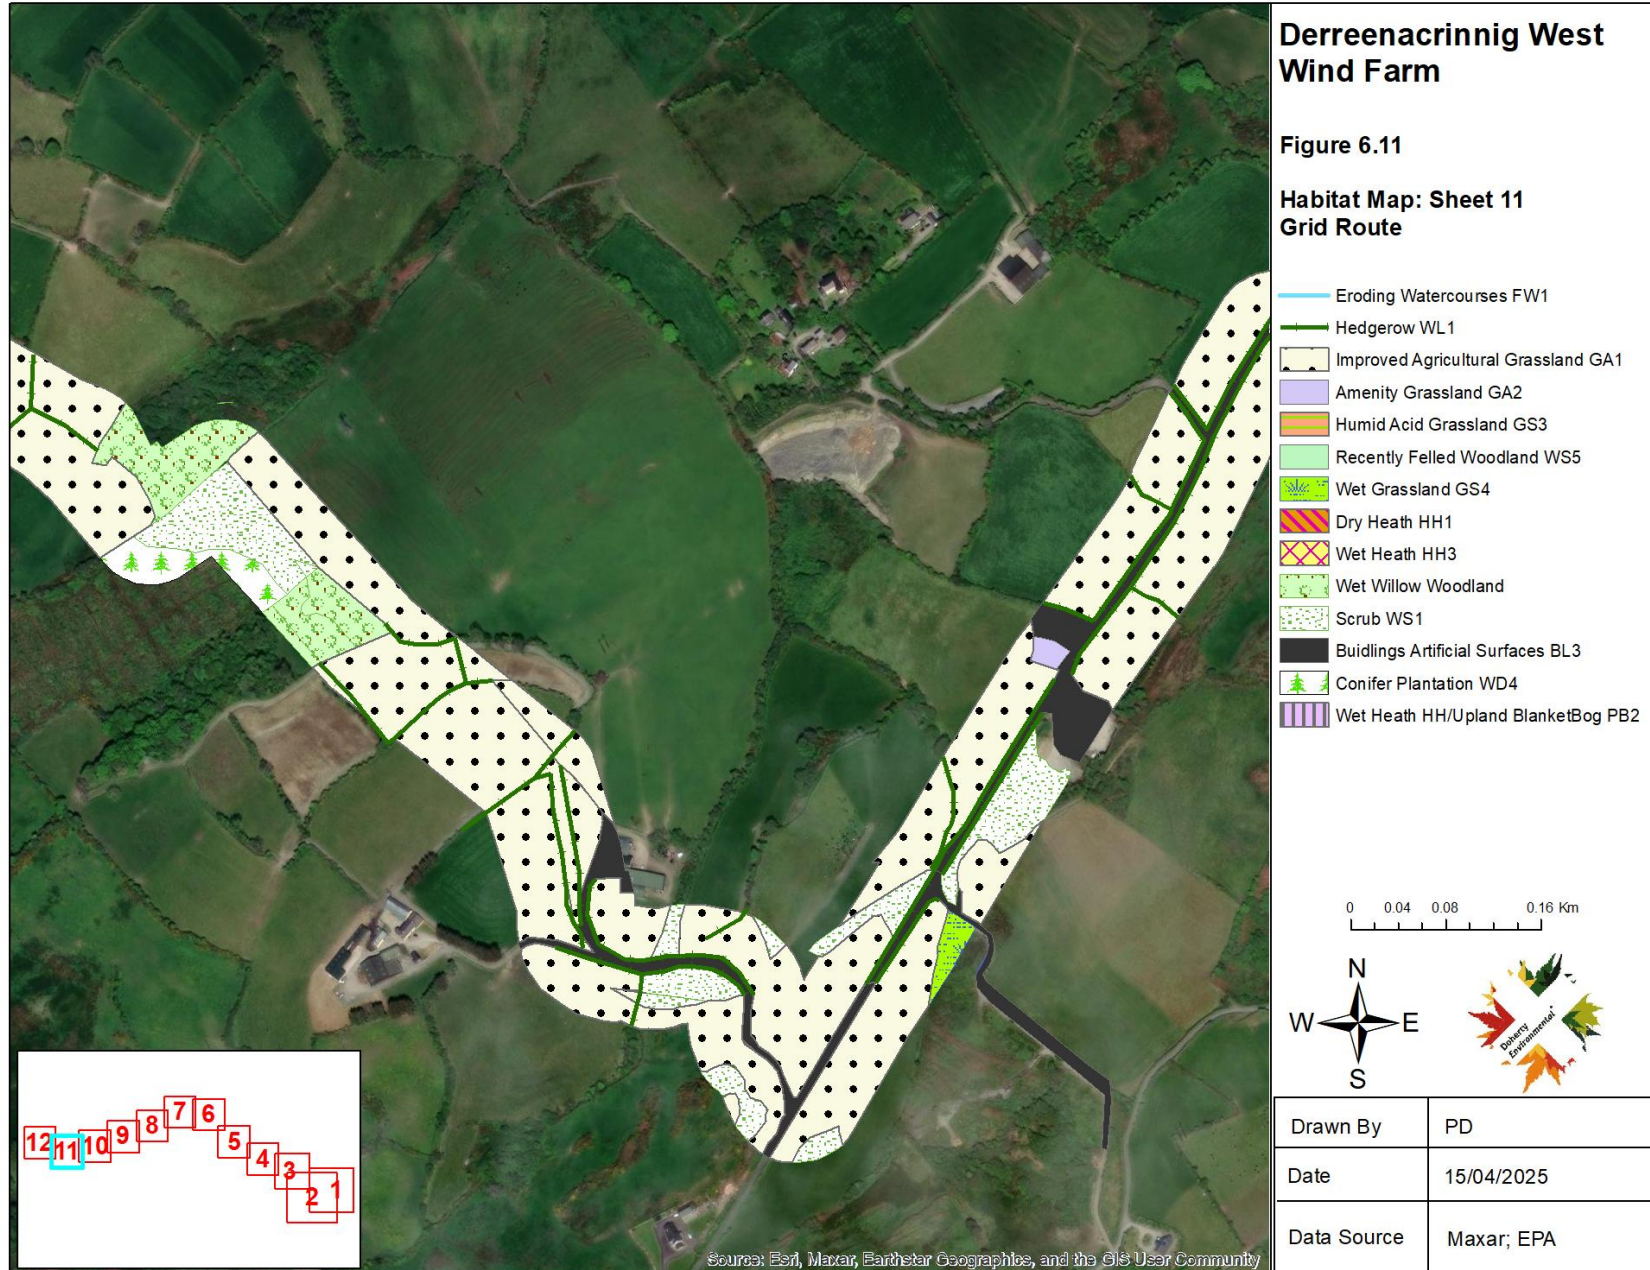 Derreenacrinnig West
Wind Farm
Figure 6.11
Habitat Map: Sheet 11
Grid Route
Eroding Watercourses FW1
Hedgerow WL1
Improved Agricultural Grassland GA1
Amenity Grassland GA2
Humid Acid Grassland GS3
Recently Felled Woodland WS5
Wet Grassland GS4
Dry Heath HH1
Wet Heath HH3
Wet Willow Woodland
Scrub WS1
Buidlings Artificial Surfaces BL3
Conifer Plantation WD4
Wet Heath HH/Upland BlanketBog PB2
0 0.04 0.08 0.16 Km
N
W E
S
Doherty
Environmental
Drawn By PD
Date 15/04/2025
Data Source Maxar; EPA
12 11 10 9 8 7 6 5 4 3 2 1
Source: Esri, Maxar, Earthstar Geographics, and the GIS User Community